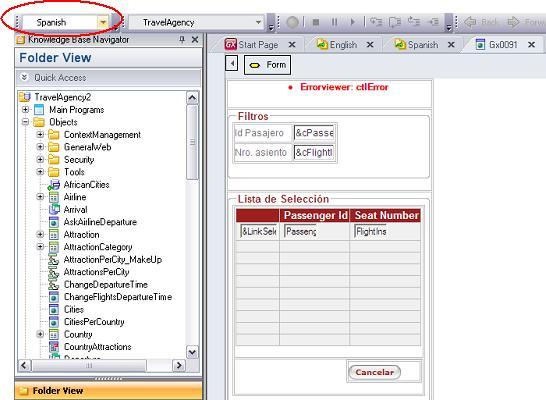 Spanish
TravelAgency
Back
Knowledge Base Navigator
Start Page
English
Spanish
Gx0091
Folder View
Form
Quick Access
Errorviewer: ctlError
TravelAgency2
Main Programs
Filtros
Objects
Id Pasajero &cPasse
ContextManagement
GeneralWeb
Nro. asiento &cFlightI
Security
Tools
AfricanCities
Airline
Lista de Selección
Arrival
Passenger Id Seat Number
AskAirlineDeparture
&LinkSele Passeng FlightIns
Attraction
AttractionCategory
AttractionPerCity_MakeUp
AttractionsPerCity
ChangeDepartureTime
ChangeFlightsDepartureTime
Cities
CitiesPerCountry
Country
CountryAttractions
Cancelar
Folder View